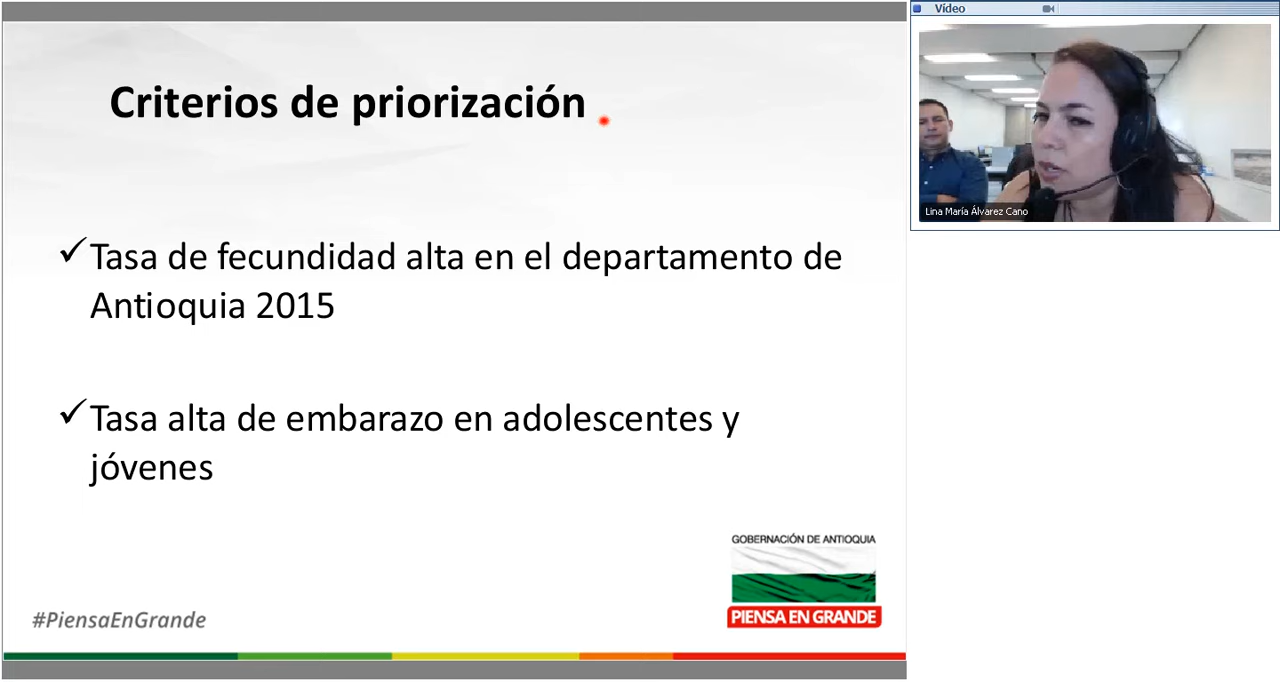 Criterios de priorización
✓Tasa de fecundidad alta en el departamento de
Antioquia 2015
✓Tasa alta de embarazo en adolescentes y
jóvenes
GOBERNACIÓN DE ANTIOQUIA
PIENSA EN GRANDE
#PiensaEnGrande
Vídeo
Lina María Álvarez Cano